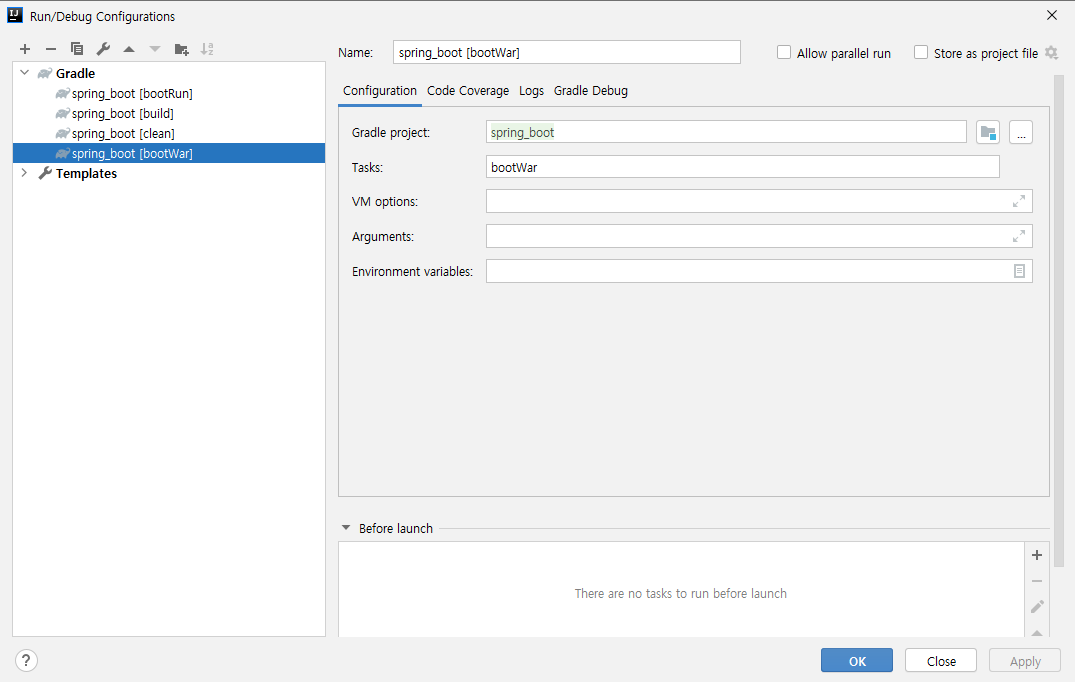 Run/Debug Configurations
Name:
spring_boot [bootWar]
Allow parallel run
Store as project file
Gradle
spring_boot [bootRun]
spring_boot [build]
spring_boot [clean]
spring_boot [bootWar]
Templates
Configuration Code Coverage Logs Gradle Debug
Gradle project: spring_boot ...
Tasks: bootWar
VM options:
Arguments:
Environment variables:
Before launch
There are no tasks to run before launch
? OK Close Apply